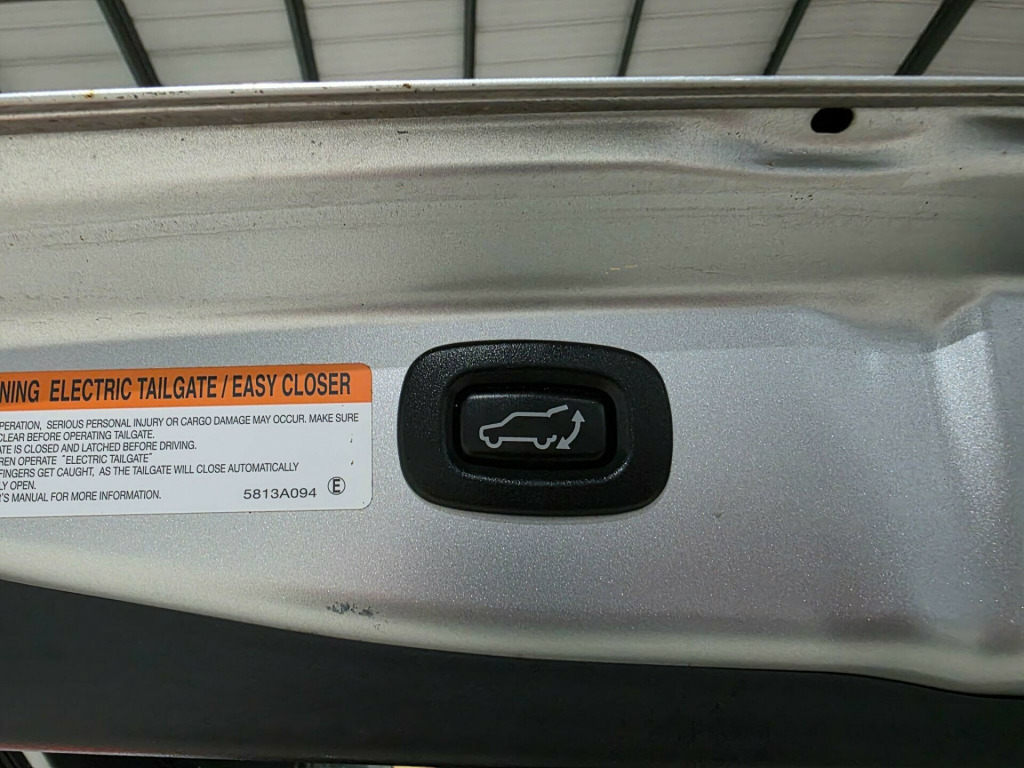 NING ELECTRIC TAILGATE / EASY CLOSER
PERATION, SERIOUS PERSONAL INJURY OR CARGO DAMAGE MAY OCCUR. MAKE SURE
CLEAR BEFORE OPERATING TAILGATE.
ATE IS CLOSED AND LATCHED BEFORE DRIVING.
REN OPERATE "ELECTRIC TAILGATE"
FINGERS GET CAUGHT, AS THE TAILGATE WILL CLOSE AUTOMATICALLY
LY OPEN.
'S MANUAL FOR MORE INFORMATION.
5813A094 E